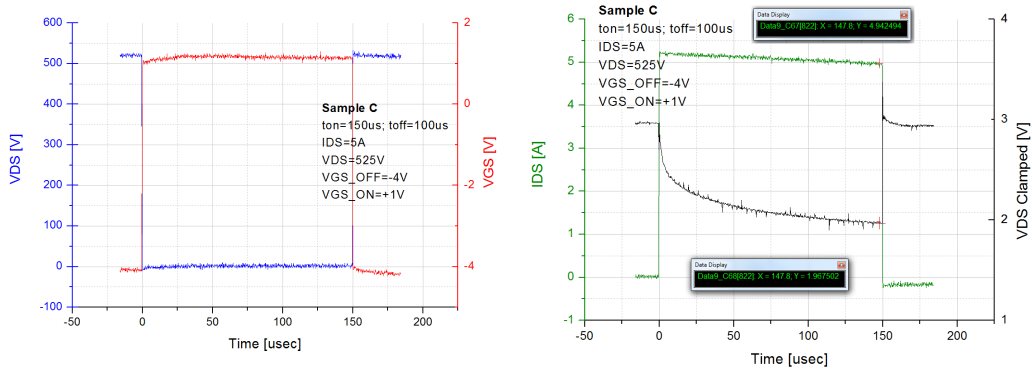 600
500
400
300
200
100
0
-100
VDS [V]
2
0
-2
-4
VGS [V]
-50
0
50
100
150
200
Time [usec]
Sample C
ton=150us; toff=100us
IDS=5A
VDS=525V
VGS_OFF=-4V
VGS_ON=+1V
6
5
4
3
2
1
0
-1
IDS [A]
4
3
2
1
VDS Clamped [V]
-50
0
50
100
150
200
Time [usec]
Sample C
ton=150us; toff=100us
IDS=5A
VDS=525V
VGS_OFF=-4V
VGS_ON=+1V
Data Display
Data9_C67[822]: X = 147.8; Y = 4.942494
Data Display
Data9_C68[822]: X = 147.8; Y = 1.967502